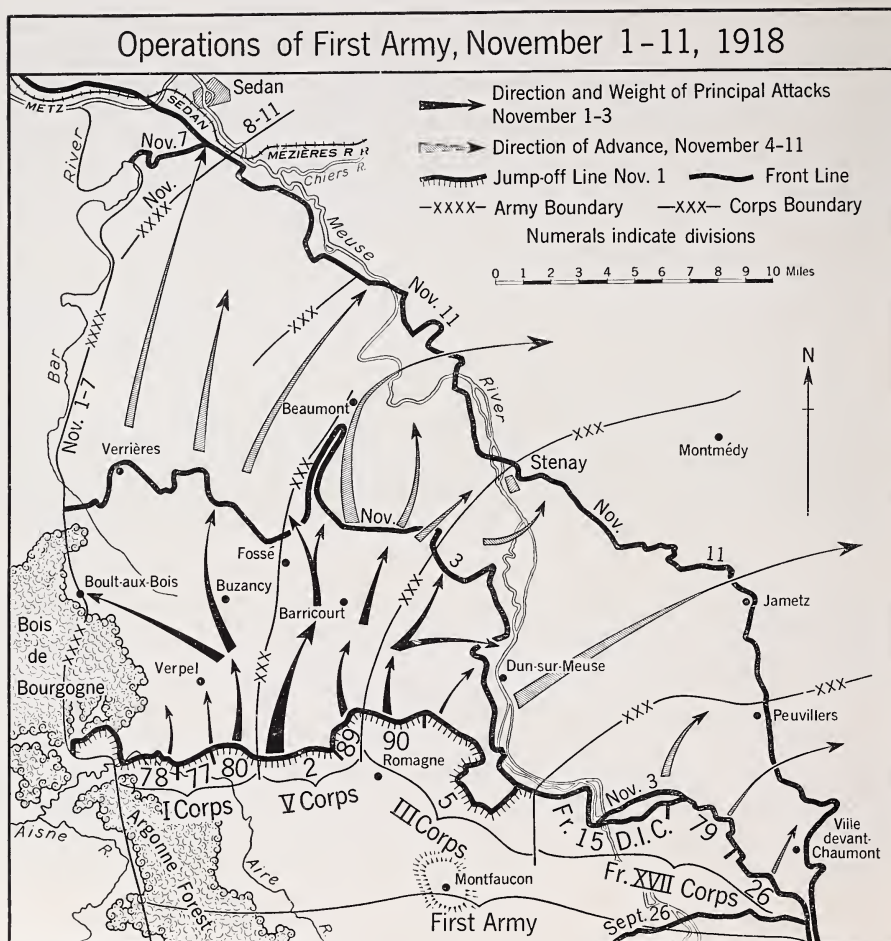 Operations of First Army, November 1-11, 1918
Direction and Weight of Principal Attacks
November 1-3
Direction of Advance, November 4-11
Jump-off Line Nov. 1
Front Line
-XXXX- Army Boundary
-XXX- Corps Boundary
Numerals indicate divisions
0 1 2 3 4 5 6 7 8 9 10 Miles
N
Sedan
METZ
SEDAN
8-11
MÉZIÈRES R R
Chiers R.
River
Nov. 7
Nov.
XXXX
Meuse
XXX
Nov. 11
XXXX
Bar
Nov. 1-7
River
Beaumont
XXX
Montmédy
Verrières
XXX
Stenay
Nov.
Nov.
11
Fossé
3
Boult-aux-Bois
Buzancy
Barricourt
XXX
Jametz
Bois
de
Bourgogne
XXXX
XXX
Verpel
Dun-sur-Meuse
-XXX
XXX
Peuvillers
78
77
80
2
89
90
Romagne
5
I Corps
V Corps
III Corps
Nov. 3
Fr. 15 D.I.C.
79
26
Fr. XVII Corps
Ville
devant-
Chaumont
Aisne
R.
Argonne Forest
Aire
R.
Montfaucon
First Army
Sept. 26